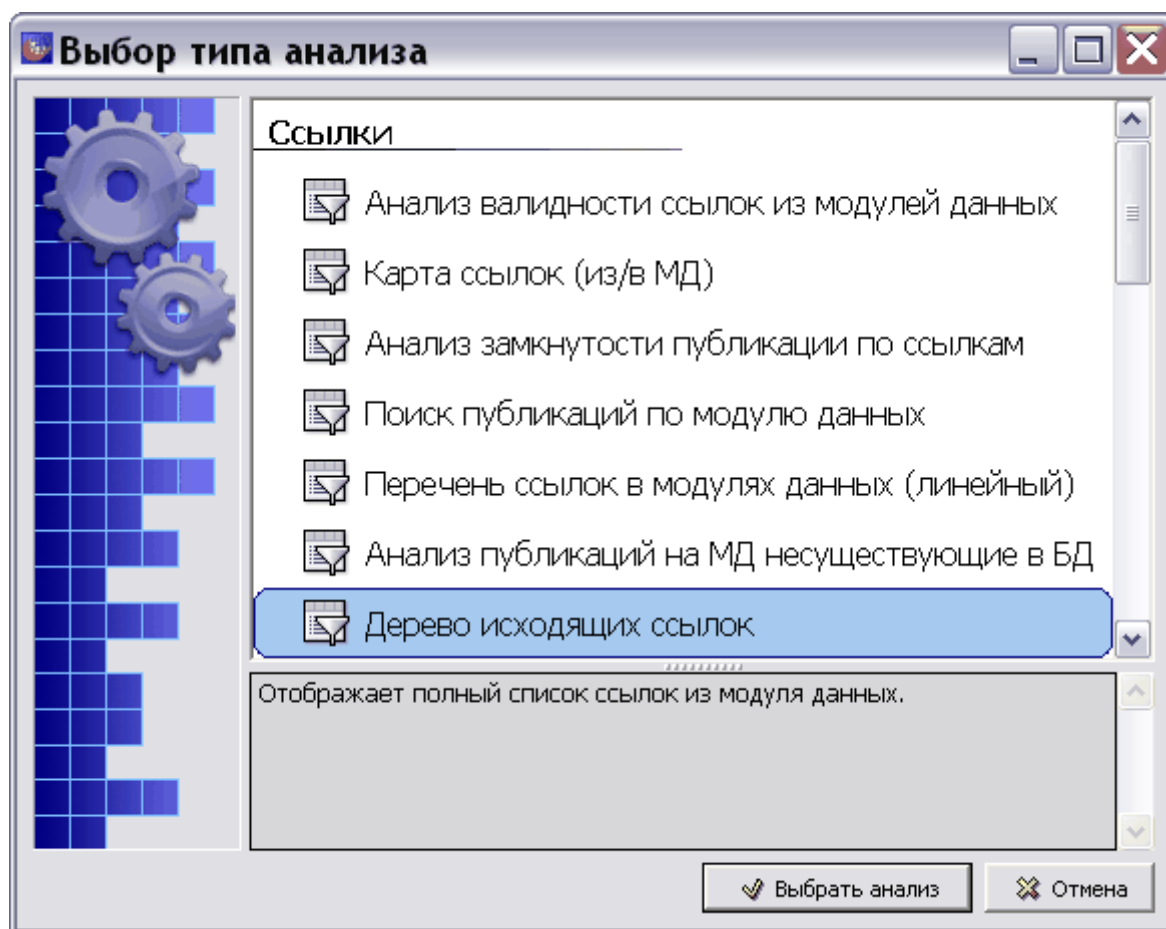 Выбор типа анализа
Ссылки
Анализ валидности ссылок из модулей данных
Карта ссылок (из/в МД)
Анализ замкнутости публикации по ссылкам
Поиск публикаций по модулю данных
Перечень ссылок в модулях данных (линейный)
Анализ публикаций на МД несуществующие в БД
Дерево исходящих ссылок
Отображает полный список ссылок из модуля данных.
Выбрать анализ
Отмена